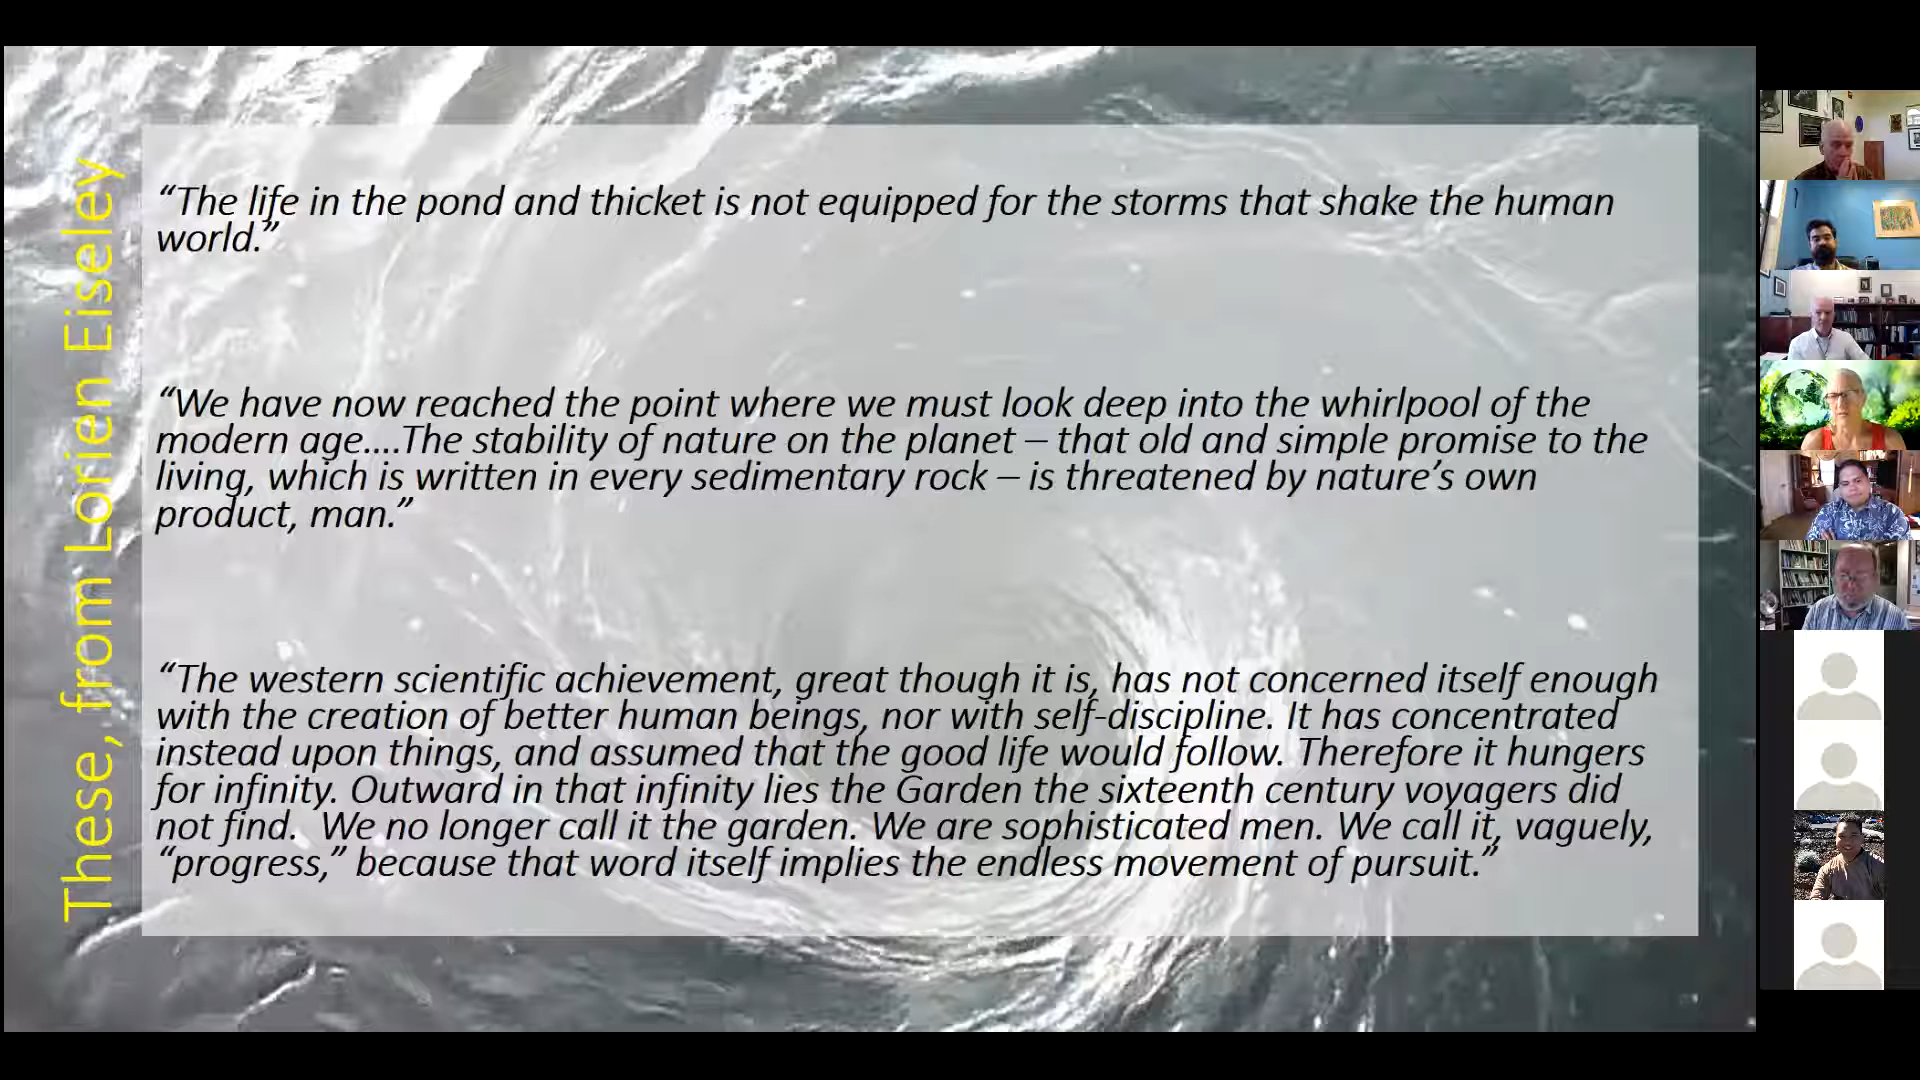 These, from Lorien Eiseley
“The life in the pond and thicket is not equipped for the storms that shake the human
world.”
“We have now reached the point where we must look deep into the whirlpool of the
modern age….The stability of nature on the planet – that old and simple promise to the
living, which is written in every sedimentary rock – is threatened by nature’s own
product, man.”
“The western scientific achievement, great though it is, has not concerned itself enough
with the creation of better human beings, nor with self-discipline. It has concentrated
instead upon things, and assumed that the good life would follow. Therefore it hungers
for infinity. Outward in that infinity lies the Garden the sixteenth century voyagers did
not find.  We no longer call it the garden. We are sophisticated men. We call it, vaguely,
“progress,” because that word itself implies the endless movement of pursuit.”